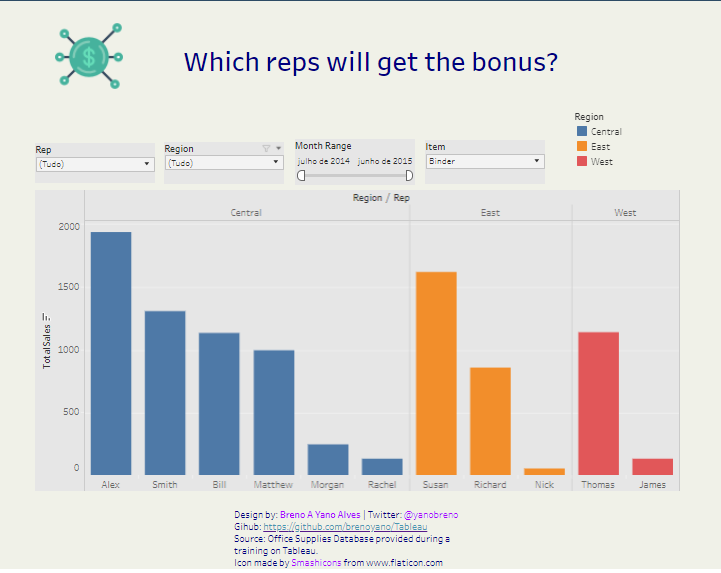 Which reps will get the bonus?
Region
Central
East
West
Rep
(Tudo)
Region
(Tudo)
Month Range
julho de 2014 junho de 2015
Item
Binder
Region / Rep
Central East West
Total Sales
2000
1500
1000
500
0
Alex Smith Bill Matthew Morgan Rachel Susan Richard Nick Thomas James
Design by: Breno A Yano Alves | Twitter: @yanobreno
Gihub: https://github.com/brenoyano/Tableau
Source: Office Supplies Database provided during a
training on Tableau.
Icon made by Smashicons from www.flaticon.com